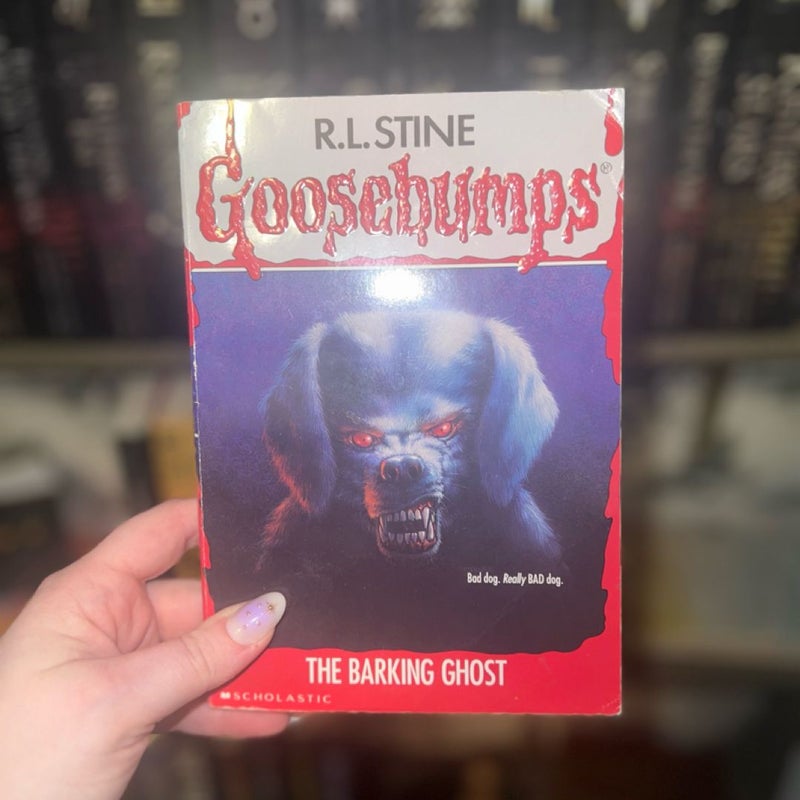 R.L. STINE
Goosebumps®
Bad dog. Really BAD dog.
THE BARKING GHOST
SCHOLASTIC